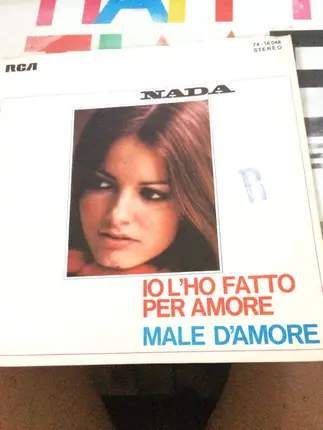 RCA
74-16048
STEREO
NADA
IO L'HO FATTO
PER AMORE
MALE D'AMORE